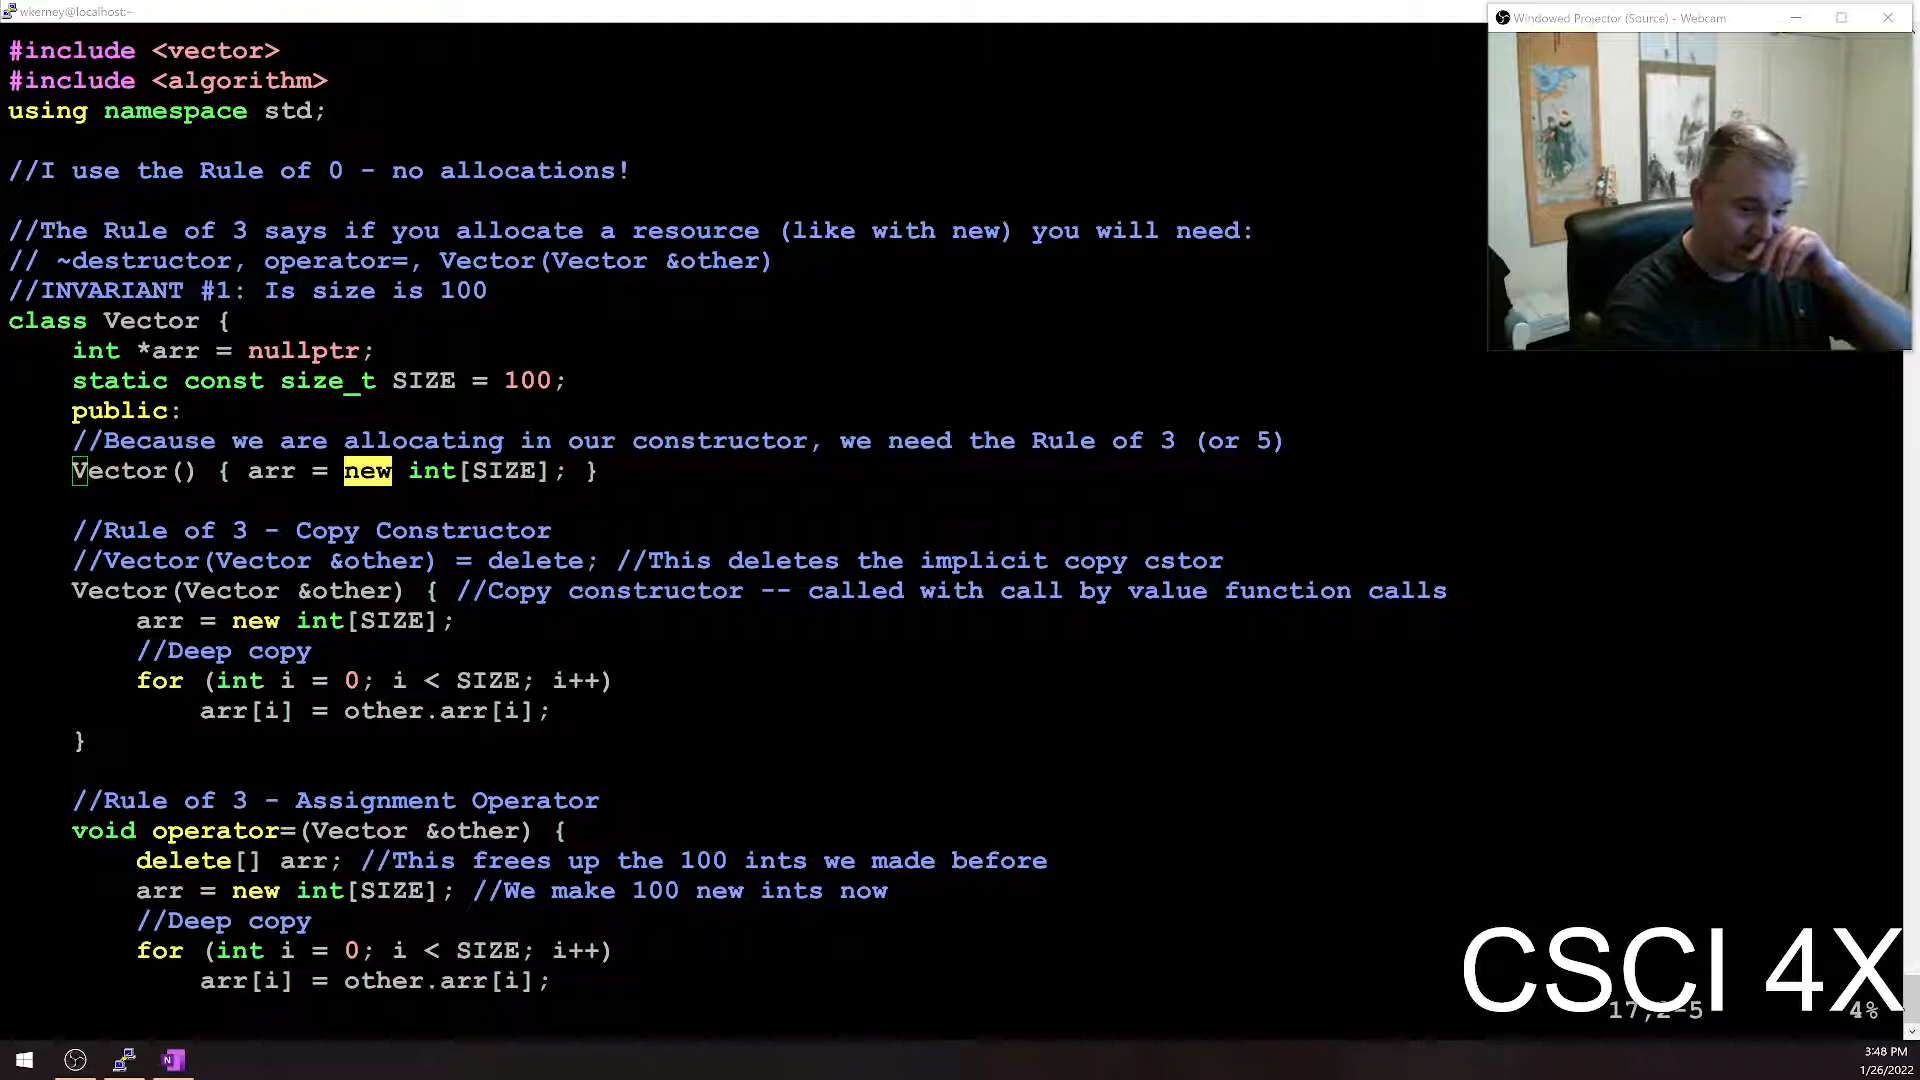 wkerney@localhost:~
Windowed Projector (Source) - Webcam
#include <vector>
#include <algorithm>
using namespace std;
//I use the Rule of 0 - no allocations!
//The Rule of 3 says if you allocate a resource (like with new) you will need:
// ~destructor, operator=, Vector(Vector &other)
//INVARIANT #1: Is size is 100
class Vector {
int *arr = nullptr;
static const size_t SIZE = 100;
public:
//Because we are allocating in our constructor, we need the Rule of 3 (or 5)
Vector() { arr = new int[SIZE]; }
//Rule of 3 - Copy Constructor
//Vector(Vector &other) = delete; //This deletes the implicit copy cstor
Vector(Vector &other) { //Copy constructor -- called with call by value function calls
arr = new int[SIZE];
//Deep copy
for (int i = 0; i < SIZE; i++)
arr[i] = other.arr[i];
}
//Rule of 3 - Assignment Operator
void operator=(Vector &other) {
delete[] arr; //This frees up the 100 ints we made before
arr = new int[SIZE]; //We make 100 new ints now
//Deep copy
for (int i = 0; i < SIZE; i++)
arr[i] = other.arr[i];
CSCI 4X
17,2-5 4%
N
3:48 PM
1/26/2022